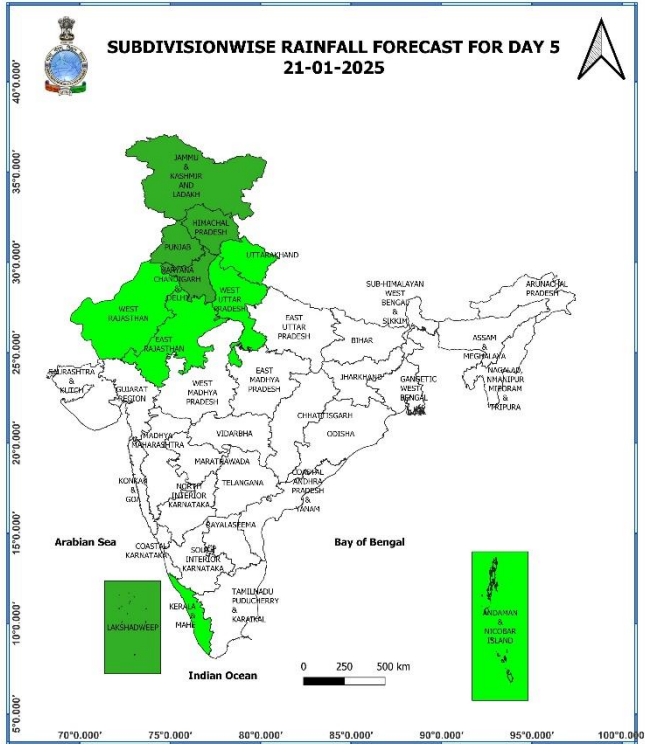 SUBDIVISIONWISE RAINFALL FORECAST FOR DAY 5
21-01-2025
40°0.000'
35°0.000'
30°0.000'
25°0.000'
20°0.000'
15°0.000'
10°0.000'
5°0.000'
JAMMU
&
KASHMIR
AND
LADAKH
HIMACHAL
PRADESH
PUNJAB
UTTARAKHAND
CHANDIGARH
&
DELHI
WEST
UTTAR
PRADESH
WEST
RAJASTHAN
EAST
RAJASTHAN
EAST
UTTAR
PRADESH
SUB-HIMALAYAN
WEST
BENGAL
&
SIKKIM
ARUNACHAL
PRADESH
ASSAM
&
MEGHALAYA
&
TRIPURA
BIHAR
SAURASHTRA
&
KUTCH
GUJARAT
REGION
WEST
MADHYA
PRADESH
EAST
MADHYA
PRADESH
JHARKHAND
GANGETIC
WEST
BENGAL
CHHATTISGARH
ODISHA
MADHYA
MAHARASHTRA
VIDARBHA
MARATHWADA
TELANGANA
COASTAL
ANDHRA
PRADESH
&
YANAM
KONKAN
&
GOA
NORTH
INTERIOR
KARNATAKA
RAYALASEEMA
COASTAL
KARNATAKA
SOUTH
INTERIOR
KARNATAKA
Arabian Sea
Bay of Bengal
LAKSHADWEEP
KERALA
&
MAHE
TAMILNADU
PUDUCHERRY
&
KARAIKAL
ANDAMAN
&
NICOBAR
ISLAND
Indian Ocean
0 250 500 km
70°0.000' 75°0.000' 80°0.000' 85°0.000' 90°0.000' 95°0.000' 100°0.000'